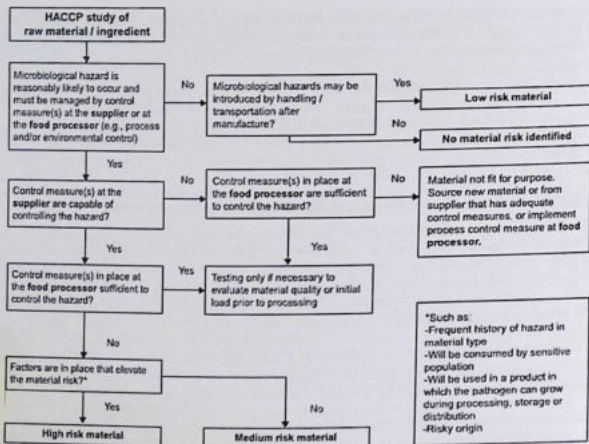 HACCP study of
raw material / ingredient
Microbiological hazard is
reasonably likely to occur and
must be managed by control
measure(s) at the supplier or at
the food processor (e.g., process
and/or environmental control)
No
Microbiological hazards may be
introduced by handling /
transportation after
manufacture?
Yes
Low risk material
No
No material risk identified
Yes
Control measure(s) at the
supplier are capable of
controlling the hazard?
No
Control measure(s) in place at
the food processor are sufficient
to control the hazard?
No
Material not fit for purpose.
Source new material or from
supplier that has adequate
control measures, or implement
process control measure at food
processor.
Yes
Yes
Control measure(s) in place at
the food processor sufficient to
control the hazard?
Yes
Testing only if necessary to
evaluate material quality or initial
load prior to processing
No
Factors are in place that elevate
the material risk?*
Yes
No
High risk material
Medium risk material
*Such as:
-Frequent history of hazard in
material type
-Will be consumed by sensitive
population
-Will be used in a product in
which the pathogen can grow
during processing, storage or
distribution
-Risky origin